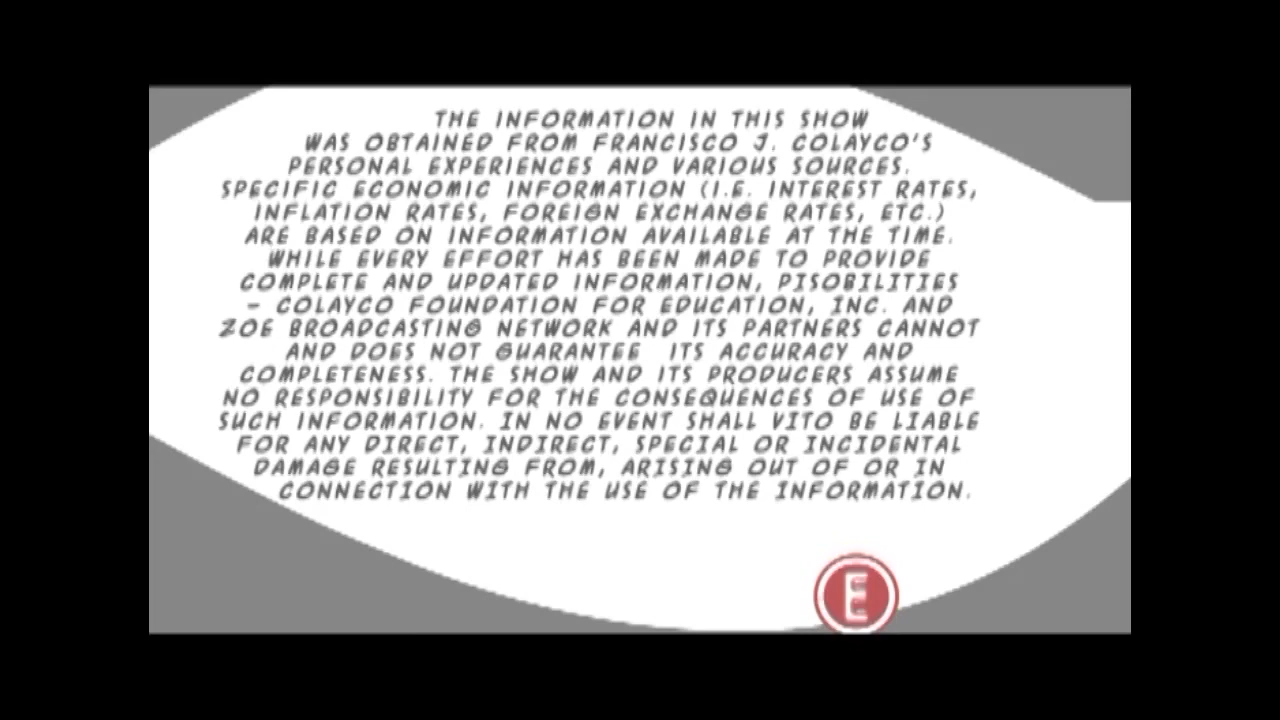 THE INFORMATION IN THIS SHOW
WAS OBTAINED FROM FRANCISCO J. COLAYCO'S
PERSONAL EXPERIENCES AND VARIOUS SOURCES.
SPECIFIC ECONOMIC INFORMATION (I.E. INTEREST RATES,
INFLATION RATES, FOREIGN EXCHANGE RATES, ETC.)
ARE BASED ON INFORMATION AVAILABLE AT THE TIME.
WHILE EVERY EFFORT HAS BEEN MADE TO PROVIDE
COMPLETE AND UPDATED INFORMATION, PISOBILITIES
- COLAYCO FOUNDATION FOR EDUCATION, INC. AND
ZOE BROADCASTING NETWORK AND ITS PARTNERS CANNOT
AND DOES NOT GUARANTEE ITS ACCURACY AND
COMPLETENESS. THE SHOW AND ITS PRODUCERS ASSUME
NO RESPONSIBILITY FOR THE CONSEQUENCES OF USE OF
SUCH INFORMATION. IN NO EVENT SHALL VITO BE LIABLE
FOR ANY DIRECT, INDIRECT, SPECIAL OR INCIDENTAL
DAMAGE RESULTING FROM, ARISING OUT OF OR IN
CONNECTION WITH THE USE OF THE INFORMATION.
E